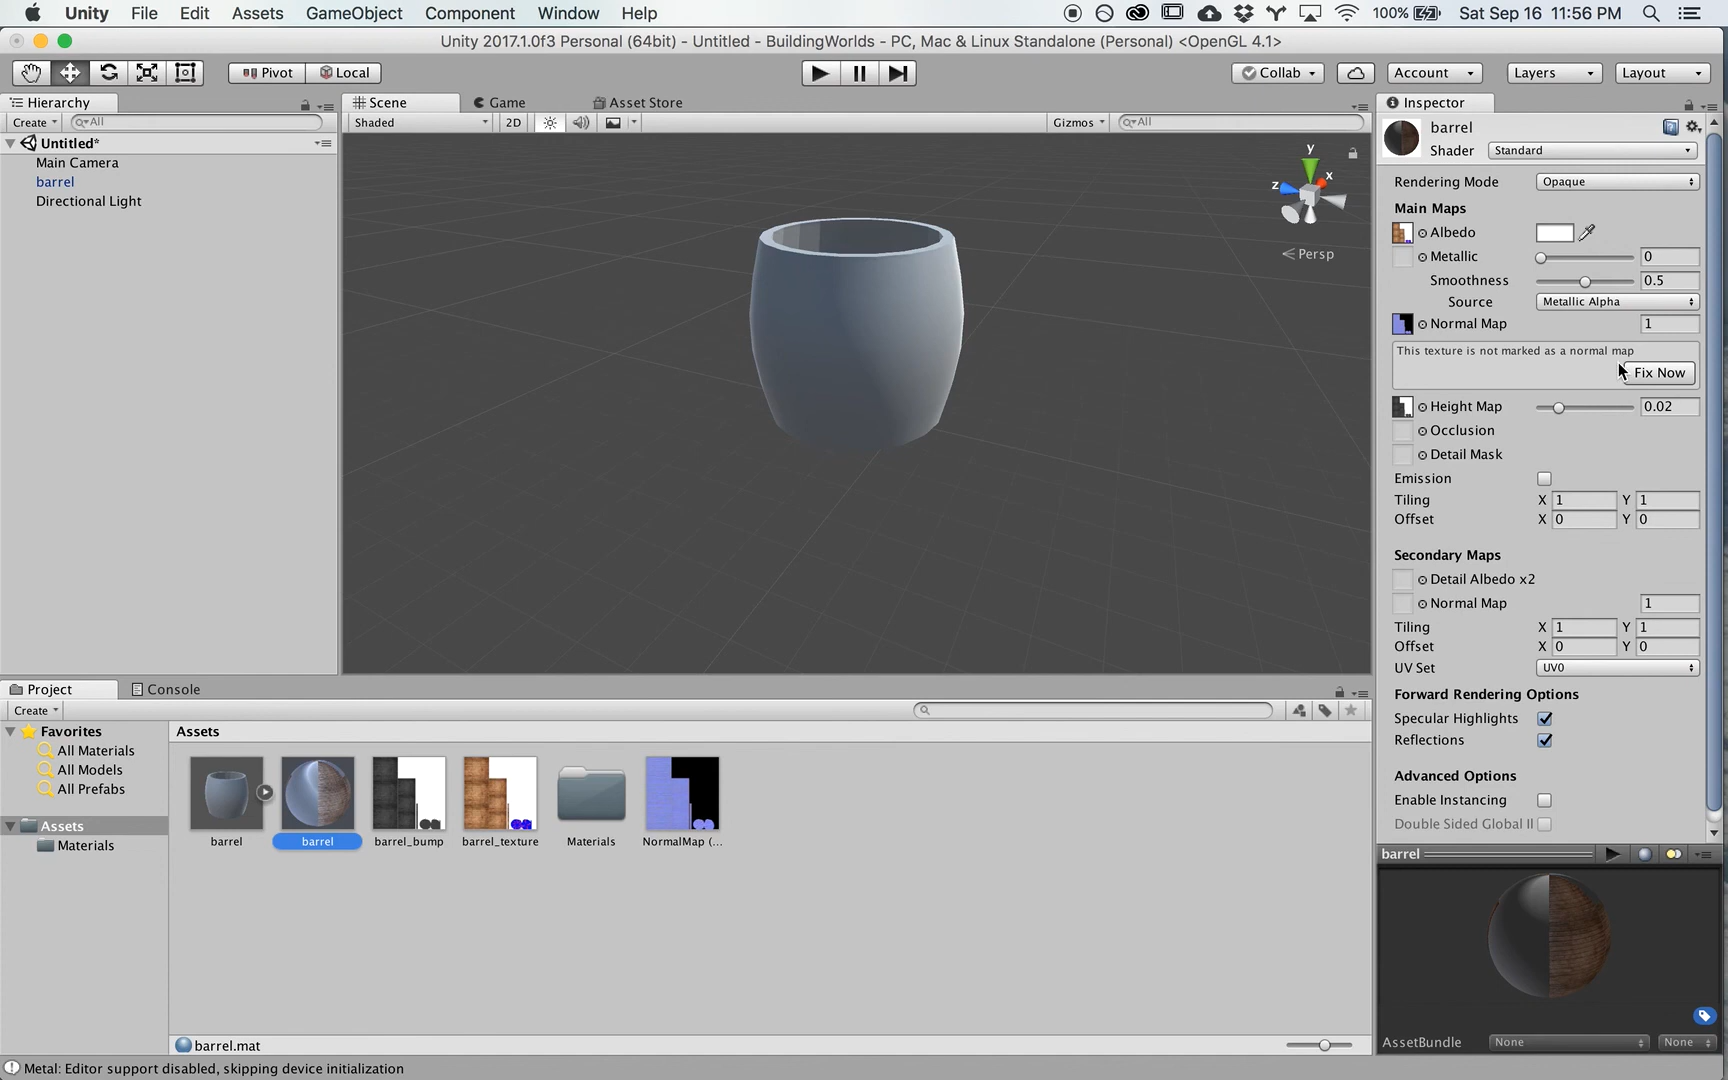 Unity File Edit Assets GameObject Component Window Help 100% Sat Sep 16 11:56 PM
Unity 2017.1.0f3 Personal (64bit) - Untitled - BuildingWorlds - PC, Mac & Linux Standalone (Personal) <OpenGL 4.1>
Pivot Local Collab Account Layers Layout
Hierarchy Scene Game Asset Store Inspector
Create All Shaded 2D Gizmos All
Untitled*
Main Camera
barrel
Directional Light
y
x
z
Persp
barrel
Shader Standard
Rendering Mode Opaque
Main Maps
Albedo
Metallic 0
Smoothness 0.5
Source Metallic Alpha
Normal Map 1
This texture is not marked as a normal map
Fix Now
Height Map 0.02
Occlusion
Detail Mask
Emission
Tiling X 1 Y 1
Offset X 0 Y 0
Secondary Maps
Detail Albedo x2
Normal Map 1
Tiling X 1 Y 1
Offset X 0 Y 0
UV Set UV0
Forward Rendering Options
Specular Highlights
Reflections
Advanced Options
Enable Instancing
Double Sided Global Il
Project Console
Create
Favorites
All Materials
All Models
All Prefabs
Assets
Materials
Assets
barrel barrel barrel_bump barrel_texture Materials NormalMap (...
barrel.mat
barrel
AssetBundle None None
Metal: Editor support disabled, skipping device initialization